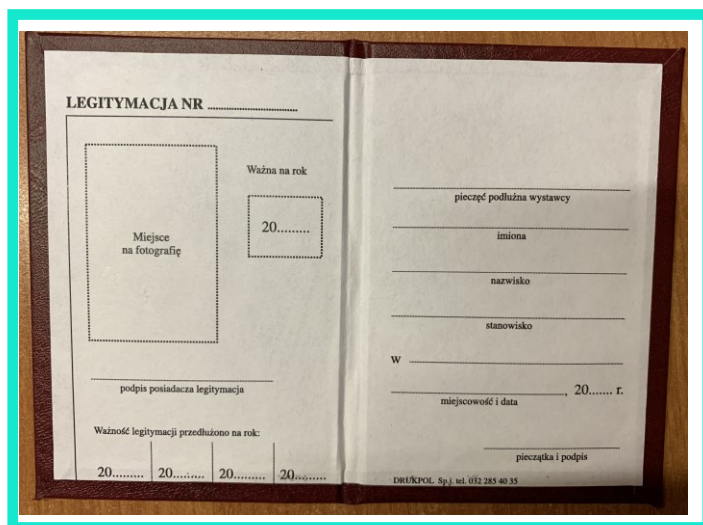 LEGITYMACJA NR ..............................
Ważna na rok
20.........
Miejsce
na fotografię
podpis posiadacza legitymacja
Ważność legitymacji przedłużono na rok:
20......... 20......... 20......... 20.........
pieczęć podłużna wystawcy
imiona
nazwisko
stanowisko
W
, 20....... r.
miejscowość i data
pieczątka i podpis
DRUKPOL Sp.j. tel. 032 285 40 35